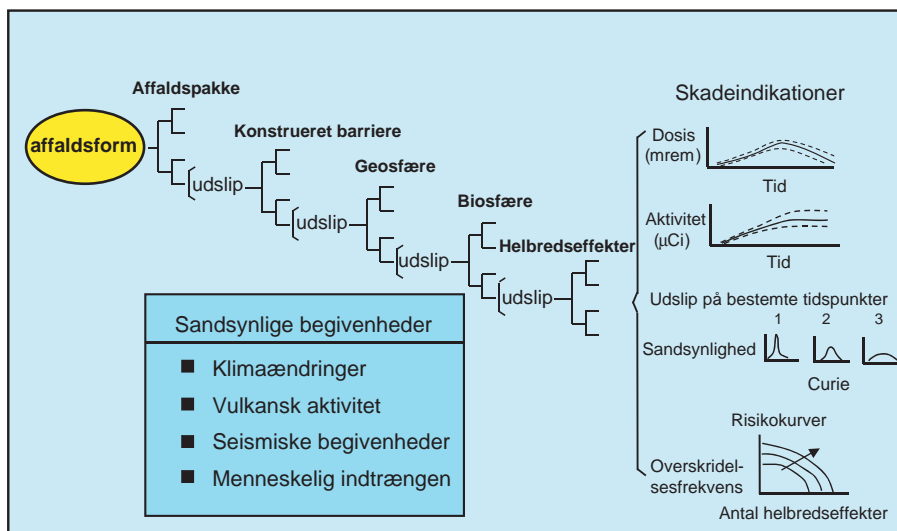 Affaldspakke
affaldsform
udslip
Konstrueret barriere
udslip
Geosfære
udslip
Biosfære
udslip
Helbredseffekter
Sandsynlige begivenheder
Klimaændringer
Vulkansk aktivitet
Seismiske begivenheder
Menneskelig indtrængen
Skadeindikationer
Dosis
(mrem)
Tid
Aktivitet
(μCi)
Tid
Udslip på bestemte tidspunkter
1 2 3
Sandsynlighed
Curie
Risikokurver
Overskridel-
sesfrekvens
Antal helbredseffekter